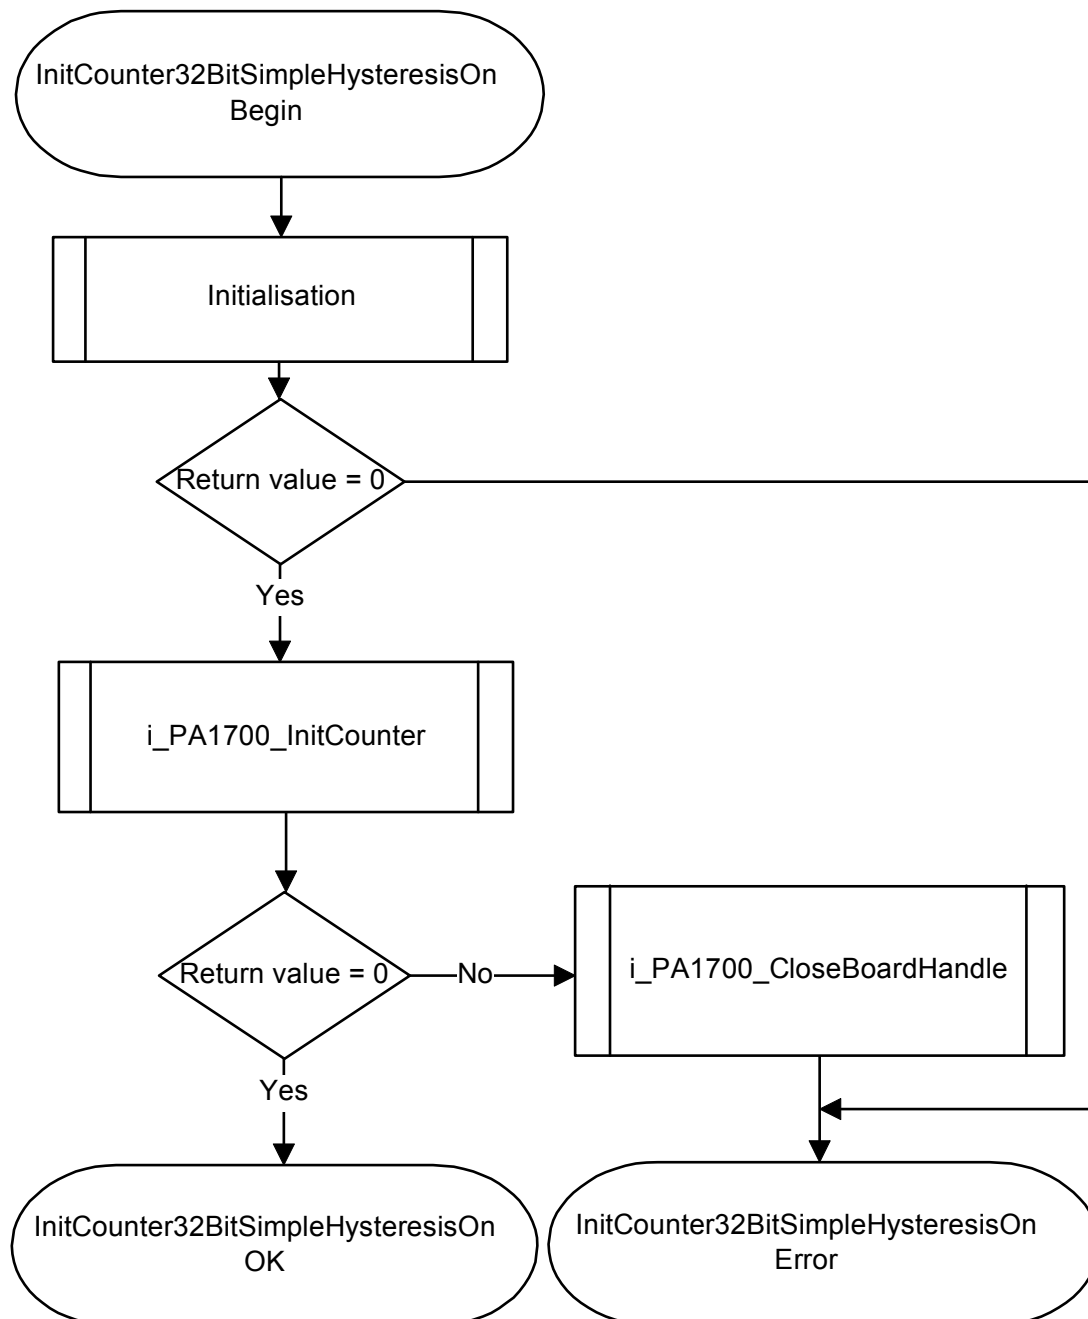 InitCounter32BitSimpleHysteresisOn
Begin
Initialisation
Return value = 0
Yes
i_PA1700_InitCounter
Return value = 0
No
i_PA1700_CloseBoardHandle
Yes
InitCounter32BitSimpleHysteresisOn
OK
InitCounter32BitSimpleHysteresisOn
Error